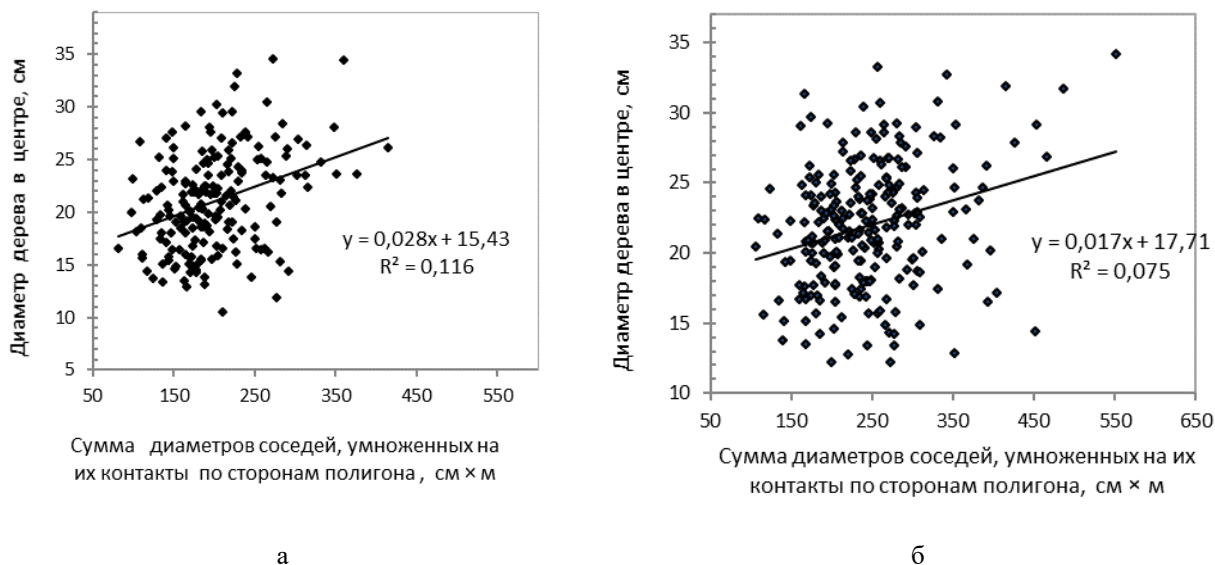 Диаметр дерева в центре, см
35
30
25
20
15
10
5
50 150 250 350 450 550
y = 0,028x + 15,43
R² = 0,116
Сумма диаметров соседей, умноженных на
их контакты по сторонам полигона , см × м
а
Диаметр дерева в центре, см
35
30
25
20
15
10
50 150 250 350 450 550 650
y = 0,017x + 17,71
R² = 0,075
Сумма диаметров соседей, умноженных на их
контакты по сторонам полигона, см × м
б